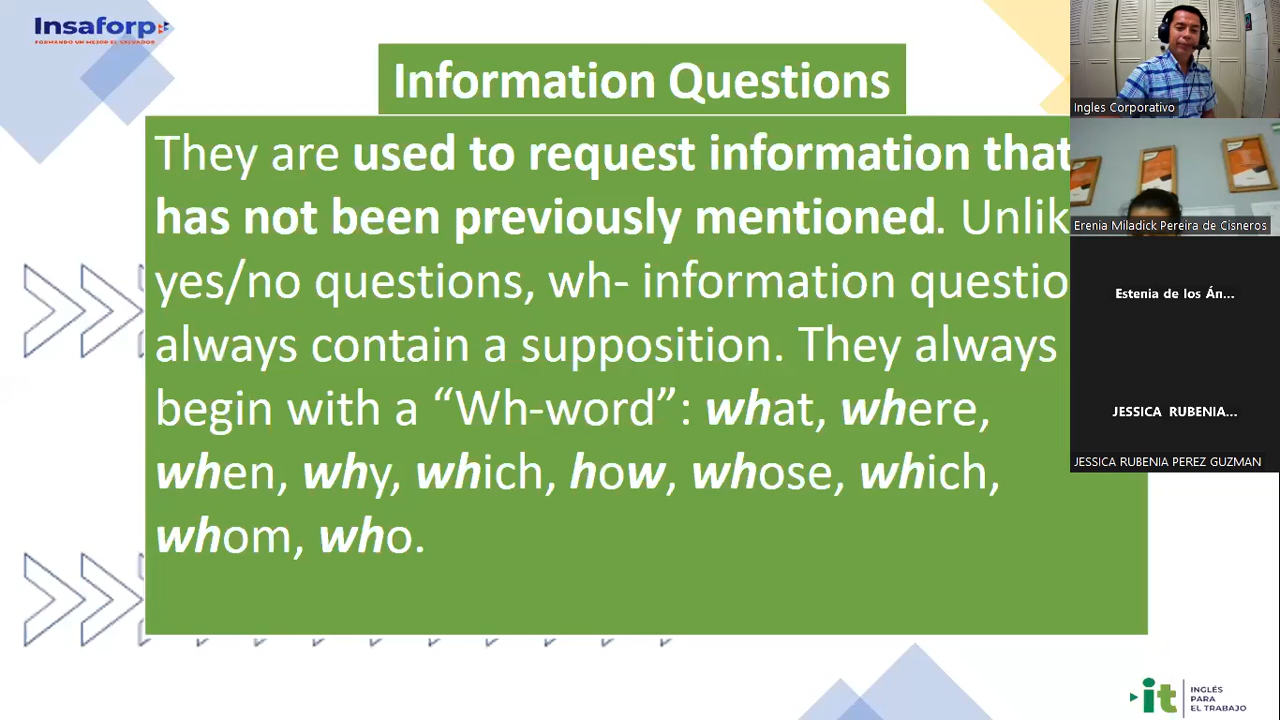 Insaforp
FORMANDO UN MEJOR EL SALVADOR
Information Questions
They are used to request information that
has not been previously mentioned. Unlik
yes/no questions, wh- information questio
always contain a supposition. They always
begin with a “Wh-word”: what, where,
when, why, which, how, whose, which,
whom, who.
Ingles Corporativo
Erenia Miladick Pereira de Cisneros
Estenia de los Án...
JESSICA RUBENIA...
JESSICA RUBENIA PEREZ GUZMAN
it
INGLÉS
PARA
EL TRABAJO